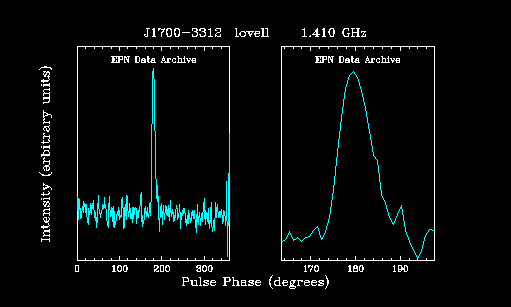 J1700-3312 lovell 1.410 GHz
EPN Data Archive
EPN Data Archive
Intensity (arbitrary units)
0 100 200 300
170 180 190
Pulse Phase (degrees)